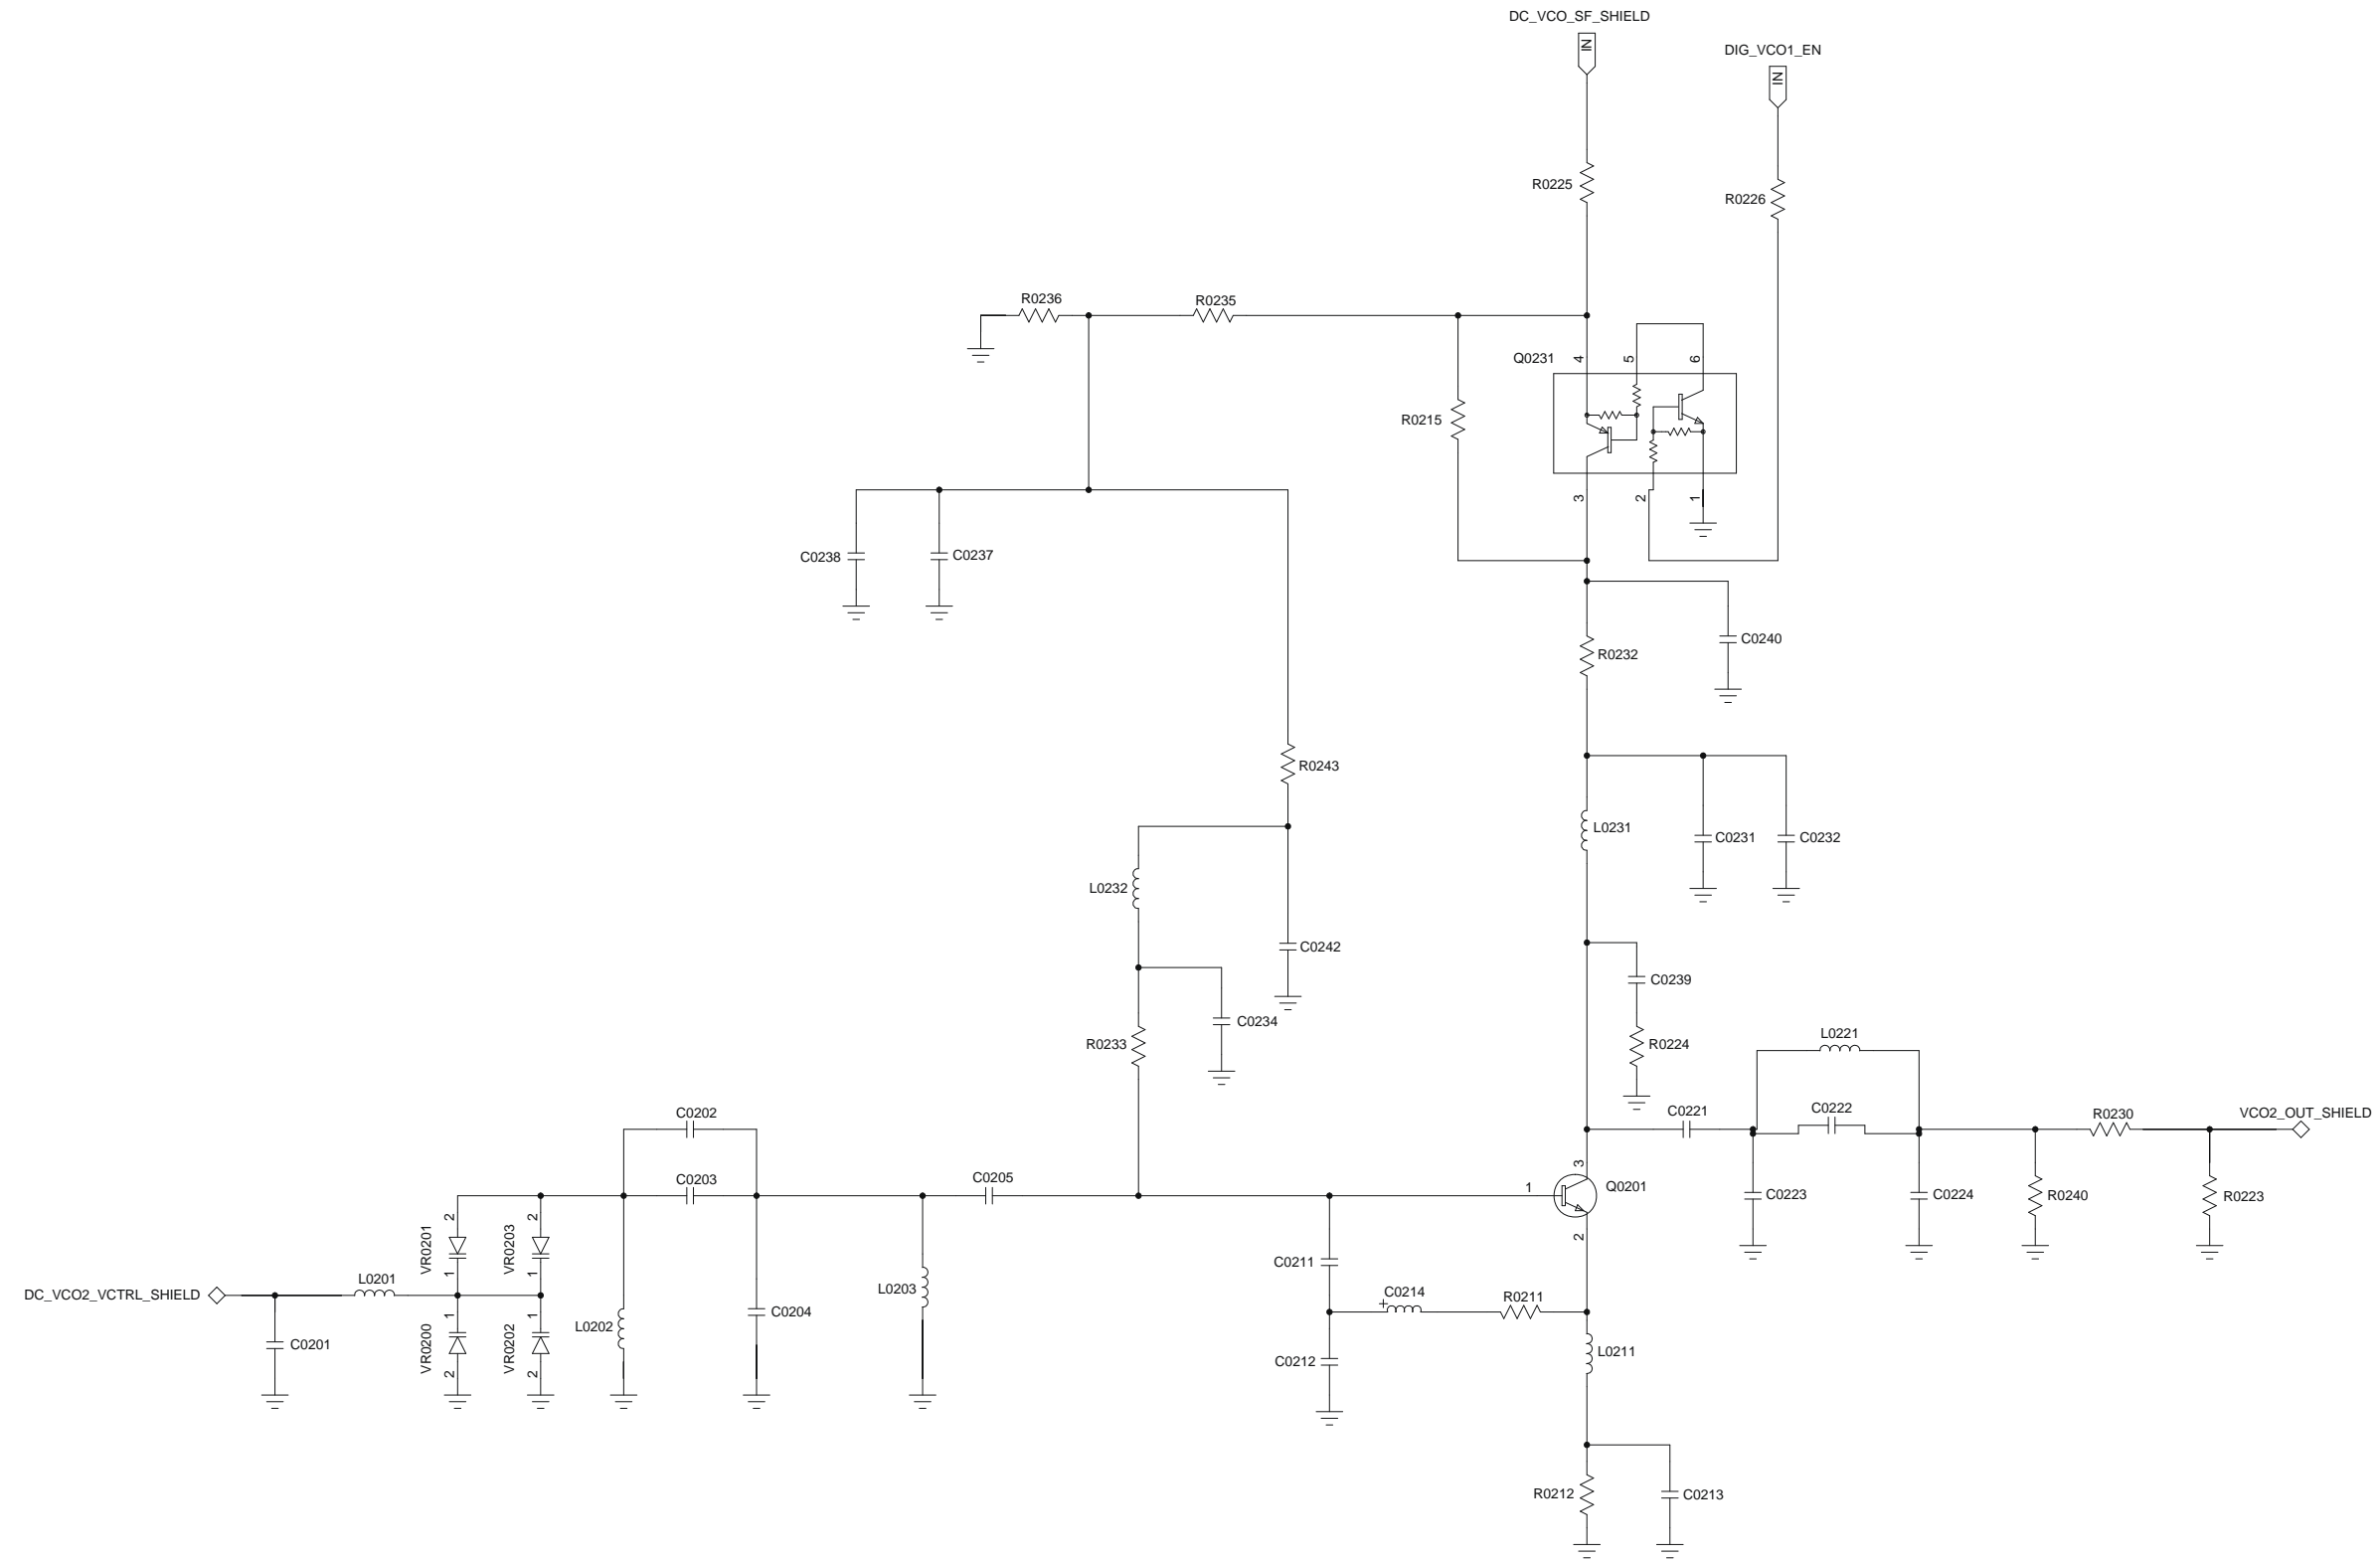 DC_VCO_SF_SHIELD
IN
DIG_VCO1_EN
IN
R0225
R0226
R0236
R0235
Q0231
4
5
6
R0215
3
2
1
C0238
C0237
C0240
R0232
R0243
L0231
C0231
C0232
L0232
C0242
C0239
C0234
R0233
R0224
L0221
C0202
C0221
C0222
R0230
VCO2_OUT_SHIELD
C0203
C0205
3
1
Q0201
C0223
C0224
R0240
R0223
2
2
VR0201
VR0203
2
C0211
1
1
L0201
L0203
C0214
+
R0211
DC_VCO2_VCTRL_SHIELD
C0204
1
1
L0202
C0201
VR0200
VR0202
L0211
C0212
2
2
R0212
C0213